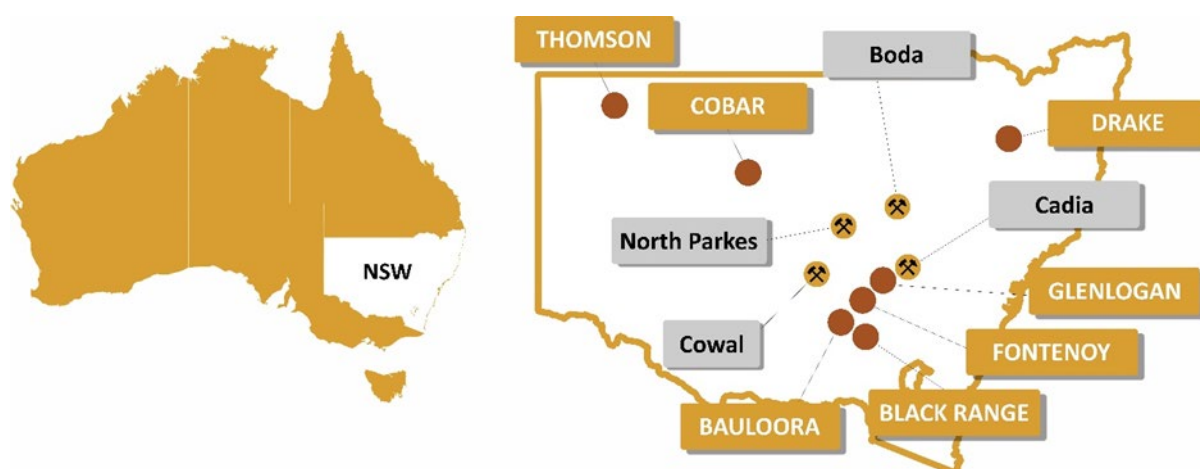 THOMSON
Boda
COBAR
DRAKE
Cadia
North Parkes
NSW
GLENLOGAN
Cowal
FONTENOY
BLACK RANGE
BAULOORA